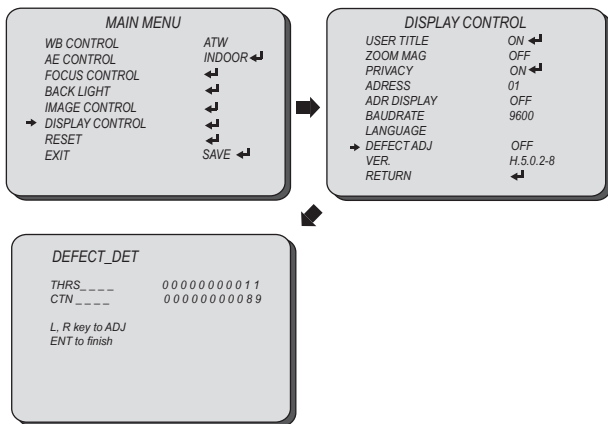 MAIN MENU
WB CONTROL ATW
AE CONTROL INDOOR
FOCUS CONTROL
BACK LIGHT
IMAGE CONTROL
DISPLAY CONTROL
RESET
EXIT SAVE
DISPLAY CONTROL
USER TITLE ON
ZOOM MAG OFF
PRIVACY ON
ADRESS 01
ADR DISPLAY OFF
BAUDRATE 9600
LANGUAGE
DEFECT ADJ OFF
VER. H.5.0.2-8
RETURN
DEFECT_DET
THRS_ _ _ _ 0 0 0 0 0 0 0 0 0 1 1
CTN _ _ _ _ 0 0 0 0 0 0 0 0 0 8 9
L, R key to ADJ
ENT to finish